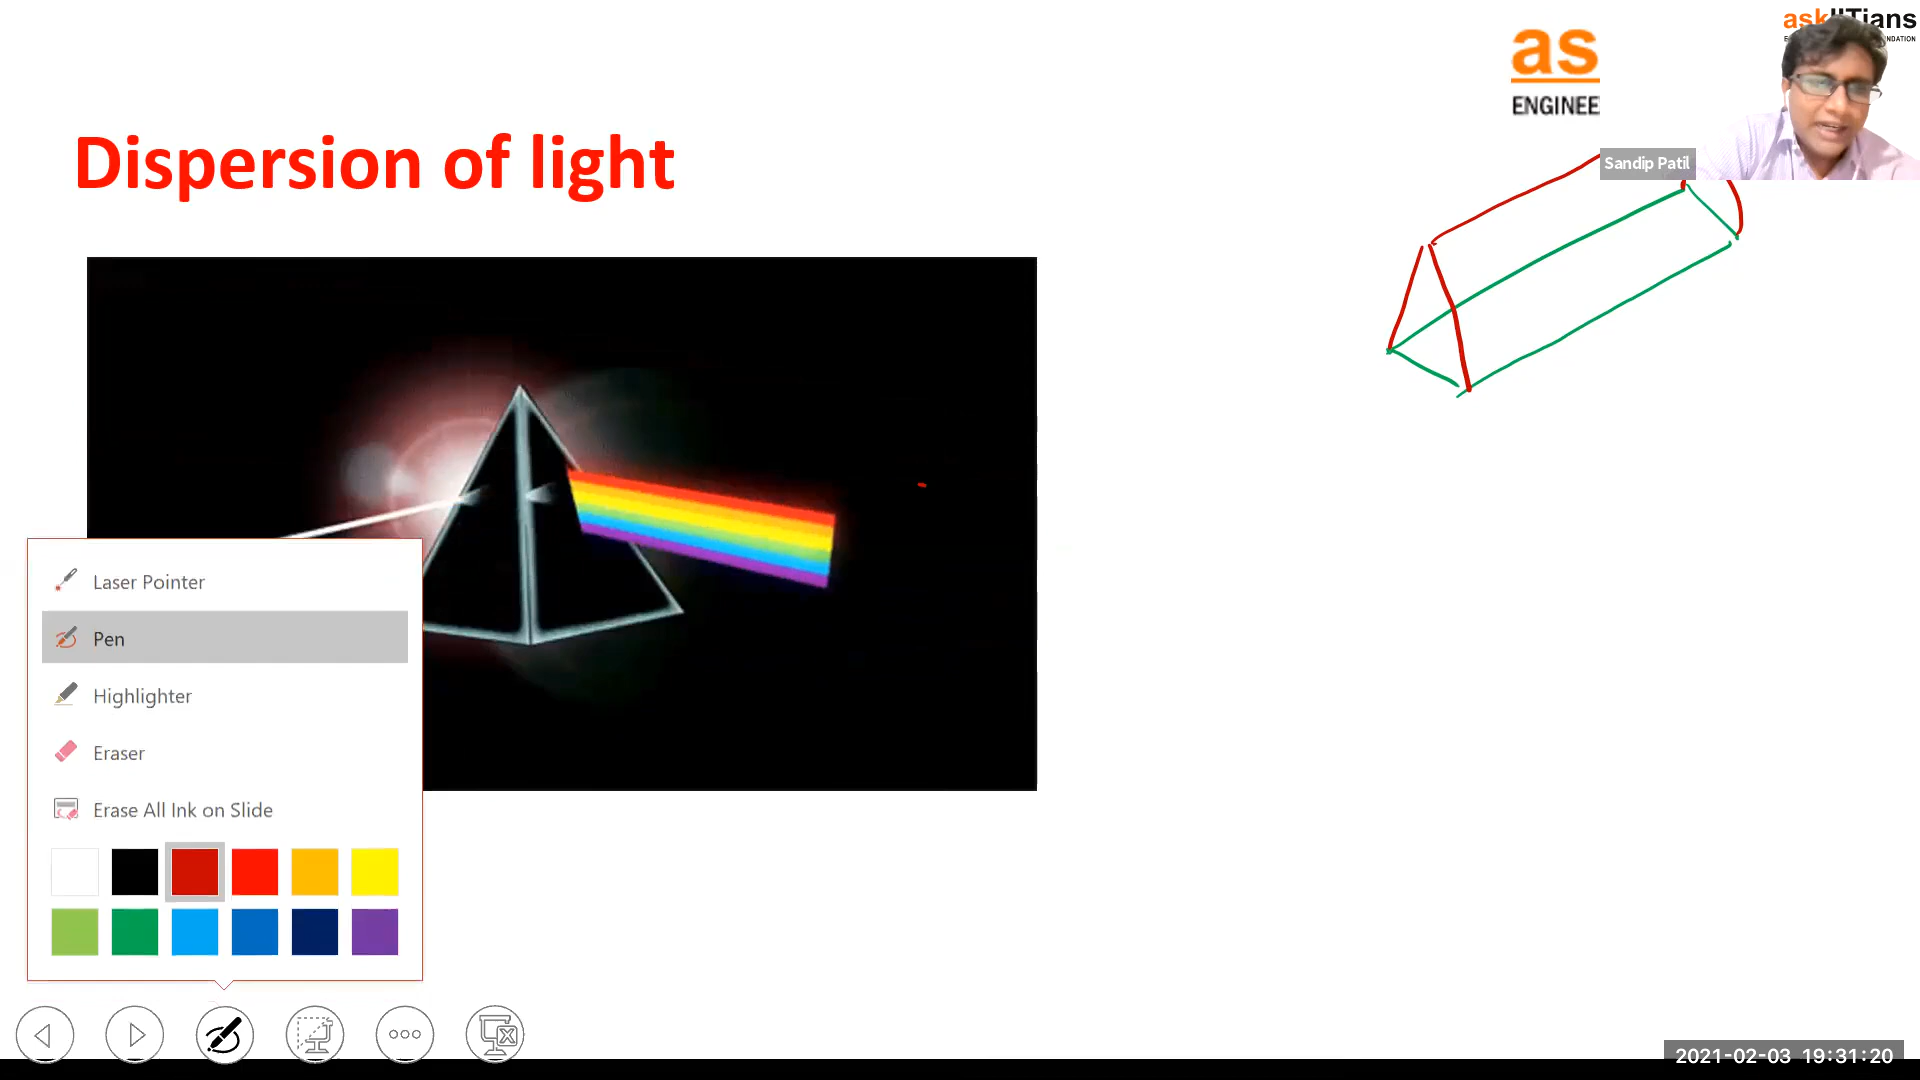 as
ENGINEE
Sandip Patil
Dispersion of light
Laser Pointer
Pen
Highlighter
Eraser
Erase All Ink on Slide
2021-02-03 19:31:20